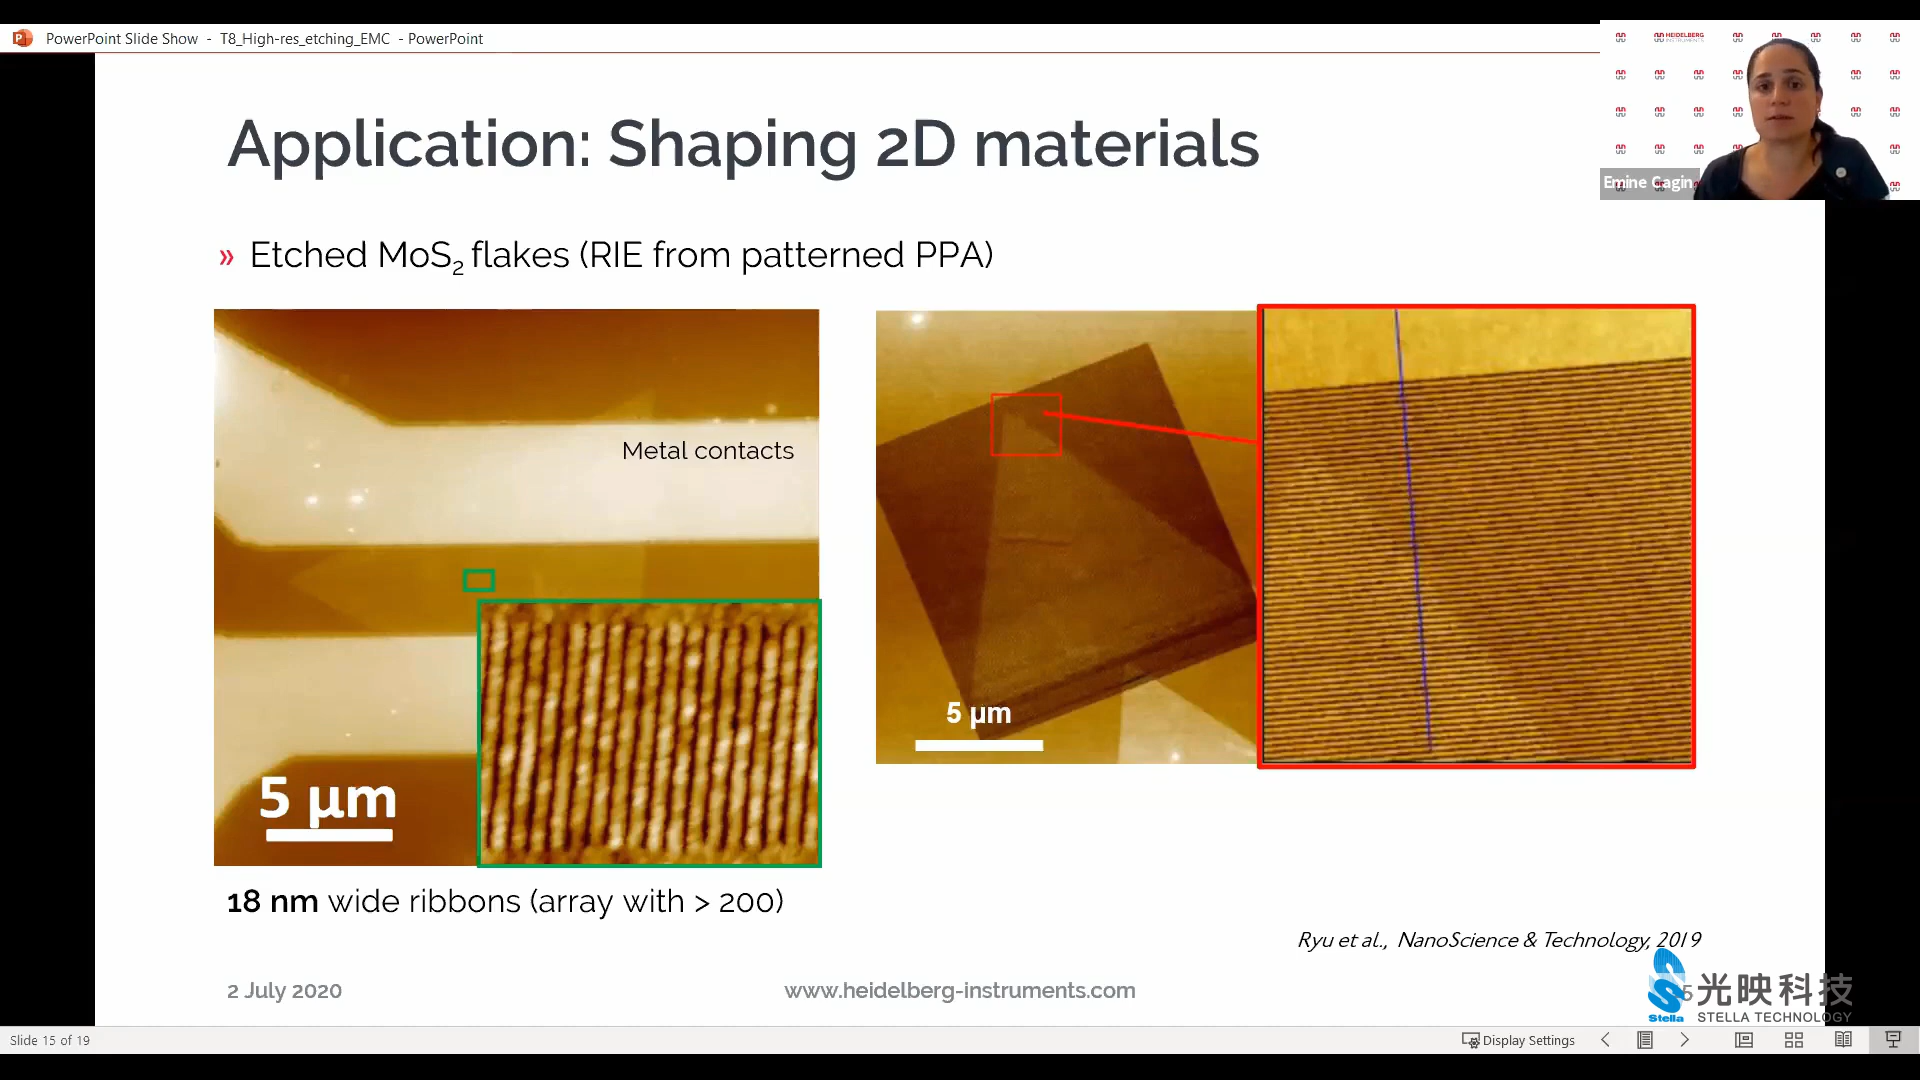 PowerPoint Slide Show - T8_High-res_etching_EMC - PowerPoint
HEIDELBERG
INSTRUMENTS
Emine Cagin
Application: Shaping 2D materials
» Etched MoS₂ flakes (RIE from patterned PPA)
Metal contacts
5 µm
5 µm
18 nm wide ribbons (array with > 200)
Ryu et al., NanoScience & Technology, 2019
2 July 2020
www.heidelberg-instruments.com
5
Stella
光映科技
STELLA TECHNOLOGY
Slide 15 of 19
Display Settings